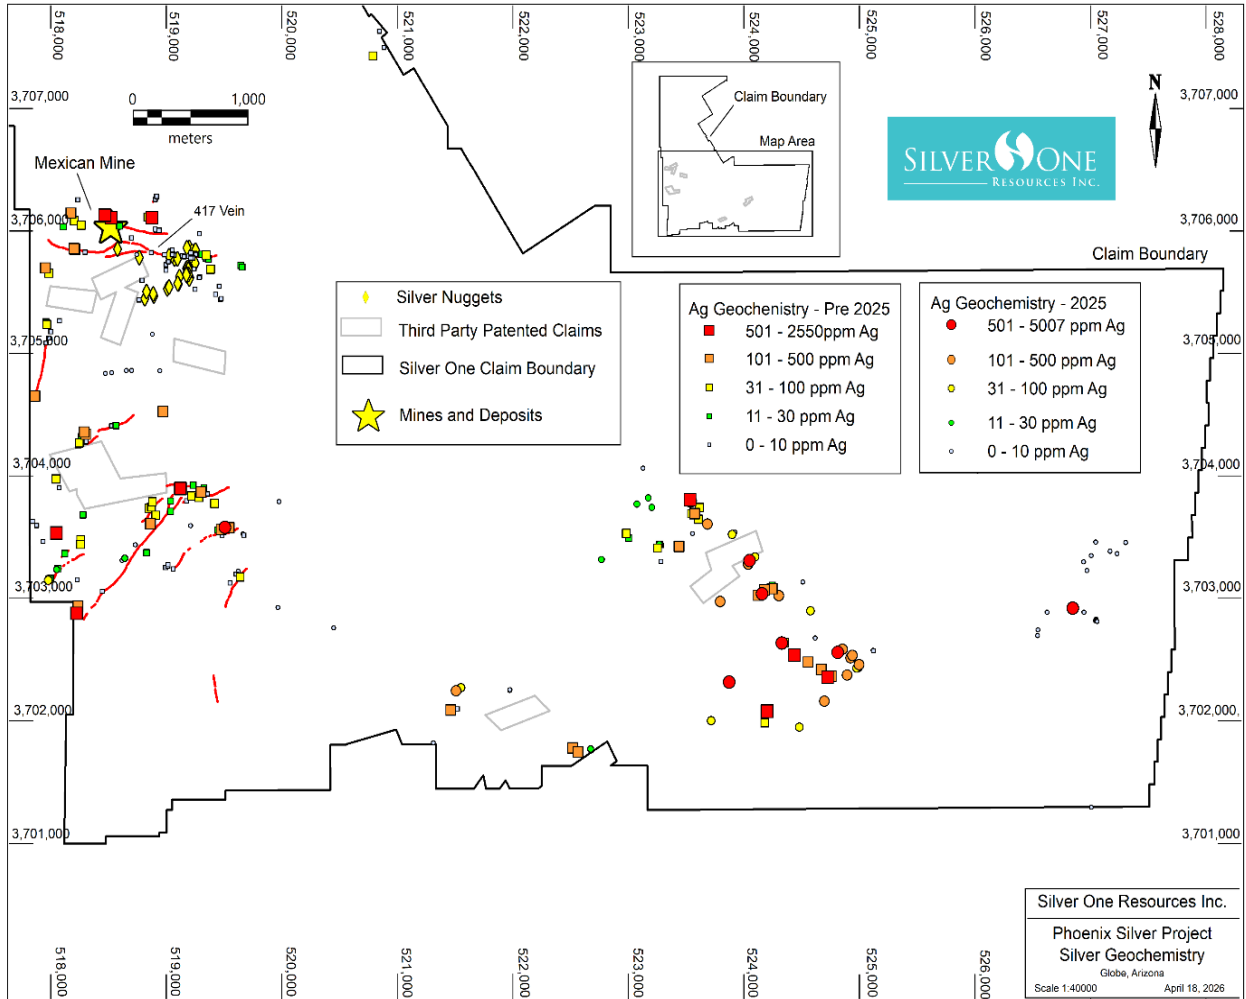 518,000
519,000
520,000
521,000
522,000
523,000
524,000
525,000
526,000
527,000
528,000
3,707,000
0 1,000
meters
Claim Boundary
Map Area
N
3,707,000
SILVER ONE
RESOURCES INC.
Mexican Mine
417 Vein
3,706,000
3,706,000
Claim Boundary
Silver Nuggets
Third Party Patented Claims
Silver One Claim Boundary
Mines and Deposits
Ag Geochemistry - Pre 2025
501 - 2550ppm Ag
101 - 500 ppm Ag
31 - 100 ppm Ag
11 - 30 ppm Ag
0 - 10 ppm Ag
Ag Geochemistry - 2025
501 - 5007 ppm Ag
101 - 500 ppm Ag
31 - 100 ppm Ag
11 - 30 ppm Ag
0 - 10 ppm Ag
3,705,000
3,705,000
3,704,000
3,704,000
3,703,000
3,703,000
3,702,000
3,702,000
3,701,000
3,701,000
518,000
519,000
520,000
521,000
522,000
523,000
524,000
525,000
526,000
Silver One Resources Inc.
Phoenix Silver Project
Silver Geochemistry
Globe, Arizona
Scale 1:40000 April 18, 2026